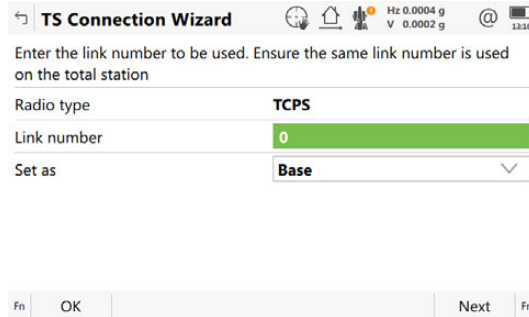 TS Connection Wizard
Hz 0.0004 g
V 0.0002 g
@
Enter the link number to be used. Ensure the same link number is used
on the total station
Radio type TCPS
Link number 0
Set as Base
Fn OK Next